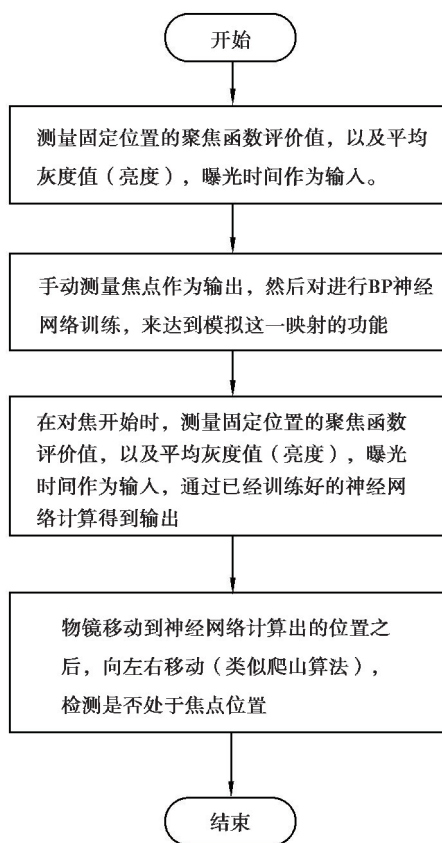 开始
测量固定位置的聚焦函数评价值，以及平均
灰度值（亮度），曝光时间作为输入。
手动测量焦点作为输出，然后对进行BP神经
网络训练，来达到模拟这一映射的功能
在对焦开始时，测量固定位置的聚焦函数
评价值，以及平均灰度值（亮度），曝光
时间作为输入，通过已经训练好的神经网
络计算得到输出
物镜移动到神经网络计算出的位置之
后，向左右移动（类似爬山算法），
检测是否处于焦点位置
结束